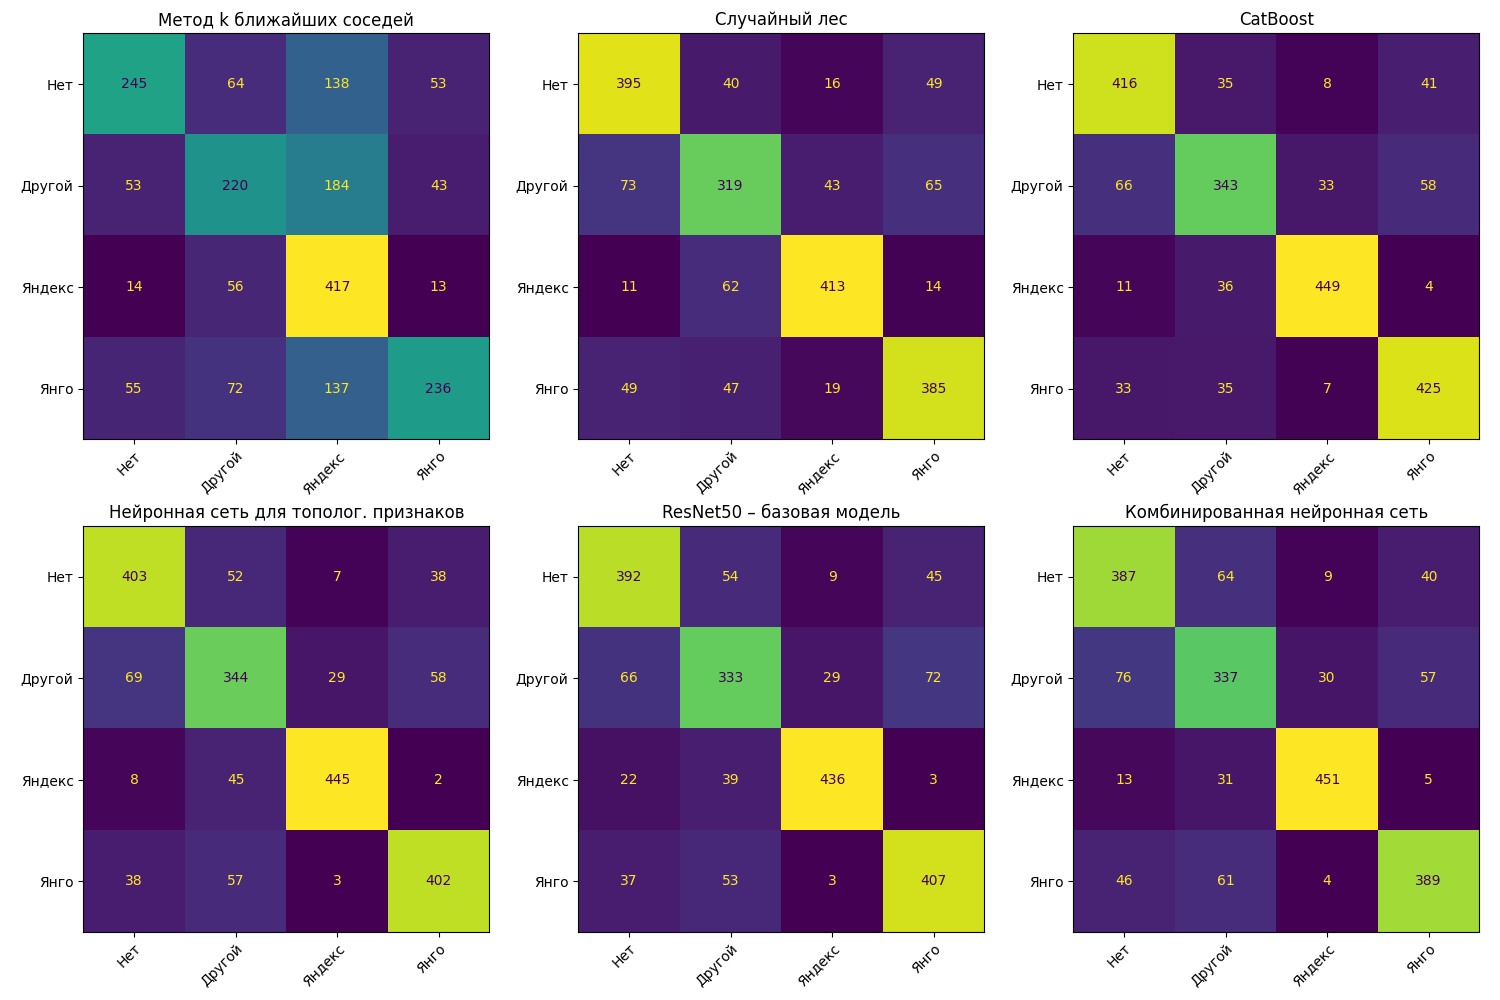 Метод k ближайших соседей
Нет 245 64 138 53
Другой 53 220 184 43
Яндекс 14 56 417 13
Янго 55 72 137 236
Нет Другой Яндекс Янго
Случайный лес
Нет 395 40 16 49
Другой 73 319 43 65
Яндекс 11 62 413 14
Янго 49 47 19 385
Нет Другой Яндекс Янго
CatBoost
Нет 416 35 8 41
Другой 66 343 33 58
Яндекс 11 36 449 4
Янго 33 35 7 425
Нет Другой Яндекс Янго
Нейронная сеть для тополог. признаков
Нет 403 52 7 38
Другой 69 344 29 58
Яндекс 8 45 445 2
Янго 38 57 3 402
Нет Другой Яндекс Янго
ResNet50 – базовая модель
Нет 392 54 9 45
Другой 66 333 29 72
Яндекс 22 39 436 3
Янго 37 53 3 407
Нет Другой Яндекс Янго
Комбинированная нейронная сеть
Нет 387 64 9 40
Другой 76 337 30 57
Яндекс 13 31 451 5
Янго 46 61 4 389
Нет Другой Яндекс Янго